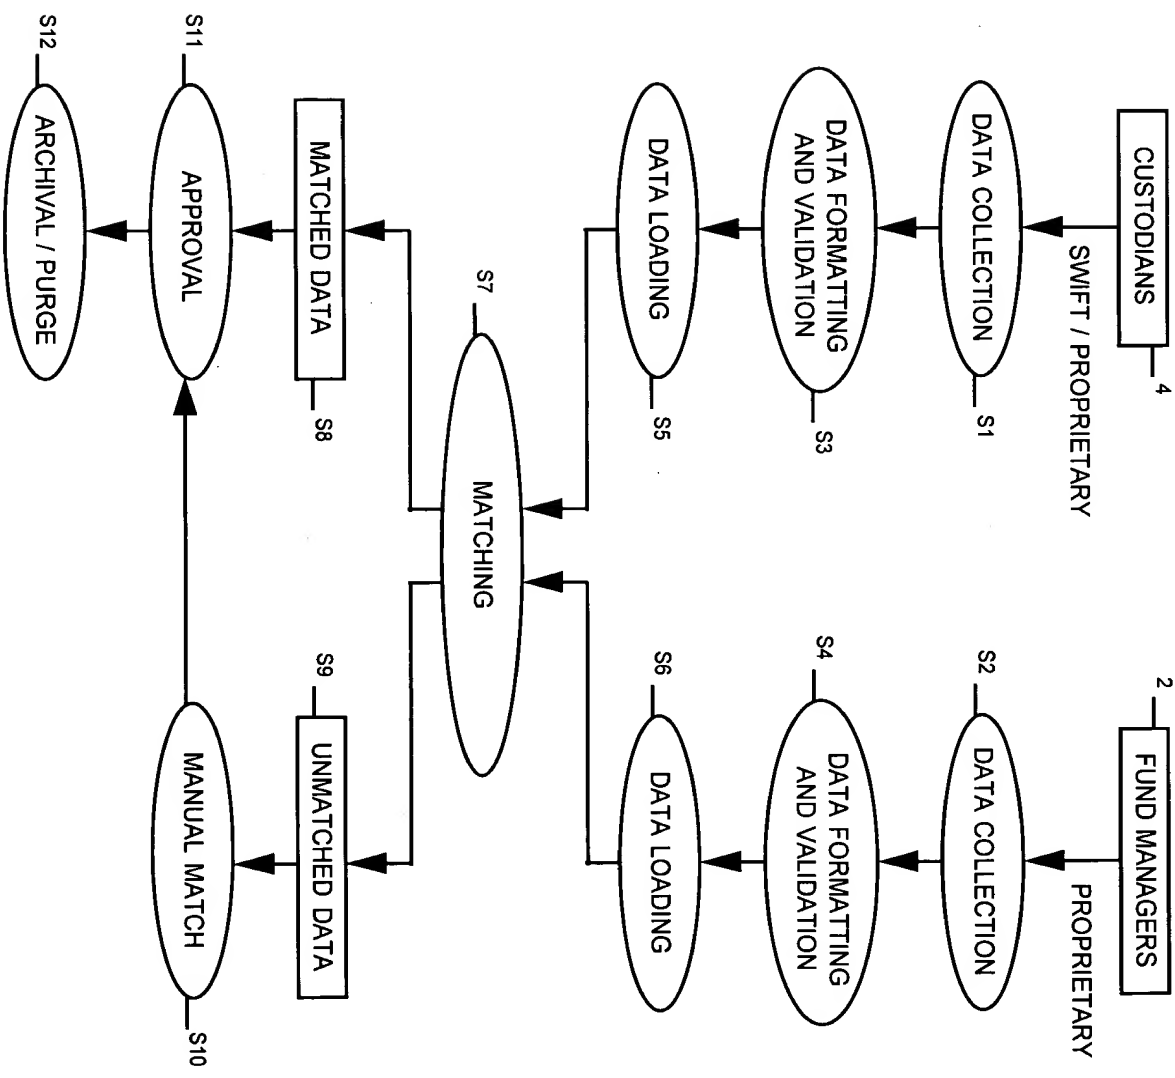 CUSTODIANS
4
2
FUND MANAGERS
SWIFT / PROPRIETARY
PROPRIETARY
DATA COLLECTION
S1
S2
DATA COLLECTION
DATA FORMATTING
AND VALIDATION
S3
S4
DATA FORMATTING
AND VALIDATION
DATA LOADING
S5
S6
DATA LOADING
S7
MATCHING
MATCHED DATA
S8
S9
UNMATCHED DATA
S11
APPROVAL
MANUAL MATCH
S10
S12
ARCHIVAL / PURGE